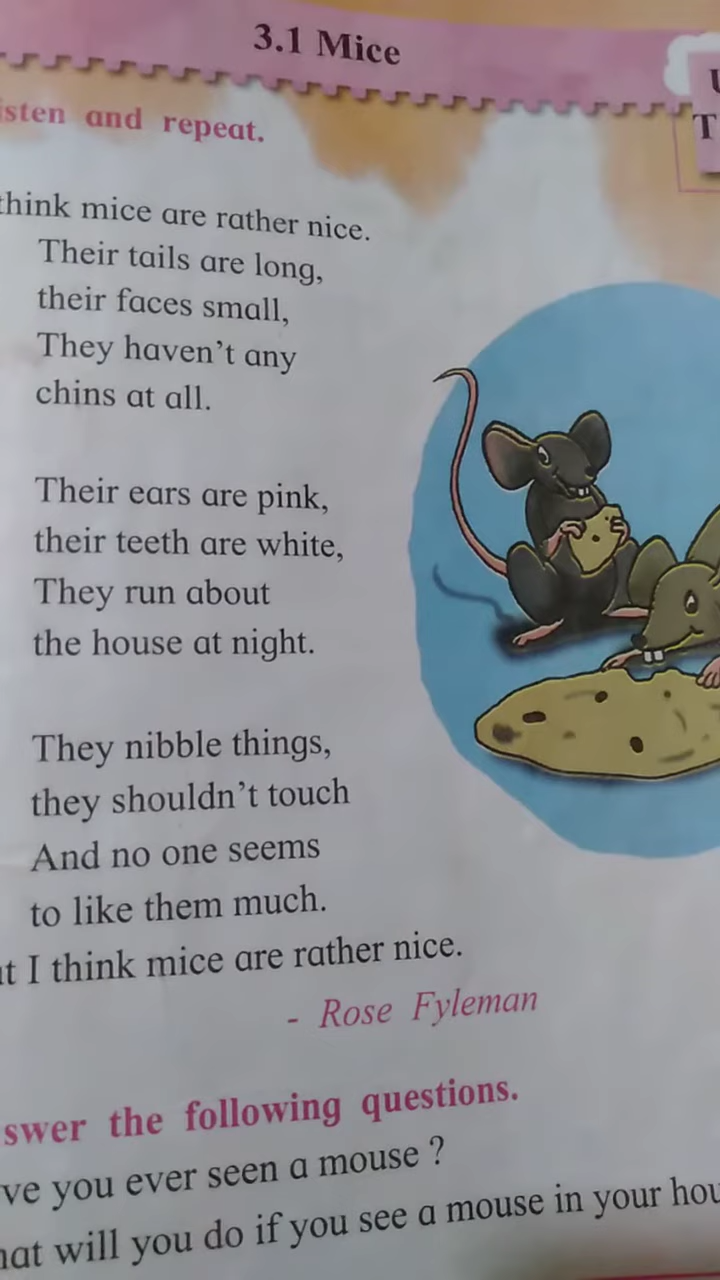 3.1 Mice
U
T
isten and repeat.
think mice are rather nice.
Their tails are long,
their faces small,
They haven't any
chins at all.
Their ears are pink,
their teeth are white,
They run about
the house at night.
They nibble things,
they shouldn't touch
And no one seems
to like them much.
t I think mice are rather nice.
- Rose Fyleman
swer the following questions.
ve you ever seen a mouse ?
hat will you do if you see a mouse in your hou